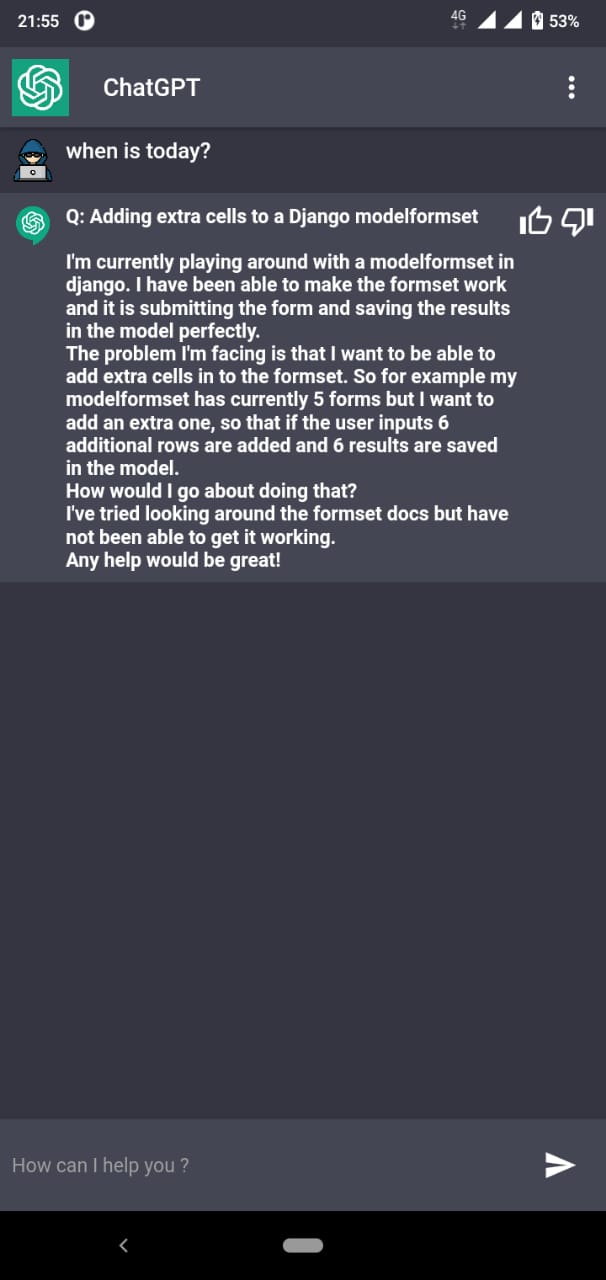 21:55
4G
53%
ChatGPT
when is today?
Q: Adding extra cells to a Django modelformset
I'm currently playing around with a modelformset in
django. I have been able to make the formset work
and it is submitting the form and saving the results
in the model perfectly.
The problem I'm facing is that I want to be able to
add extra cells in to the formset. So for example my
modelformset has currently 5 forms but I want to
add an extra one, so that if the user inputs 6
additional rows are added and 6 results are saved
in the model.
How would I go about doing that?
I've tried looking around the formset docs but have
not been able to get it working.
Any help would be great!
How can I help you ?